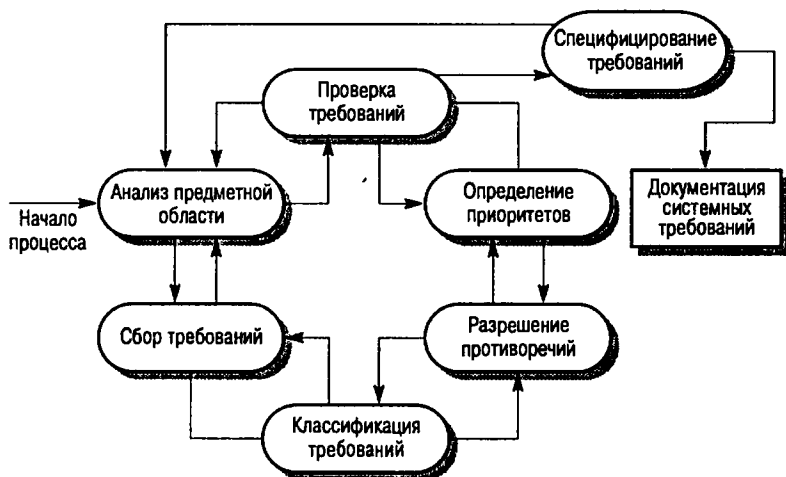 Специфицирование
требований
Проверка
требований
Анализ предметной
области
Определение
приоритетов
Документация
системных
требований
Начало
процесса
Сбор требований
Разрешение
противоречий
Классификация
требований